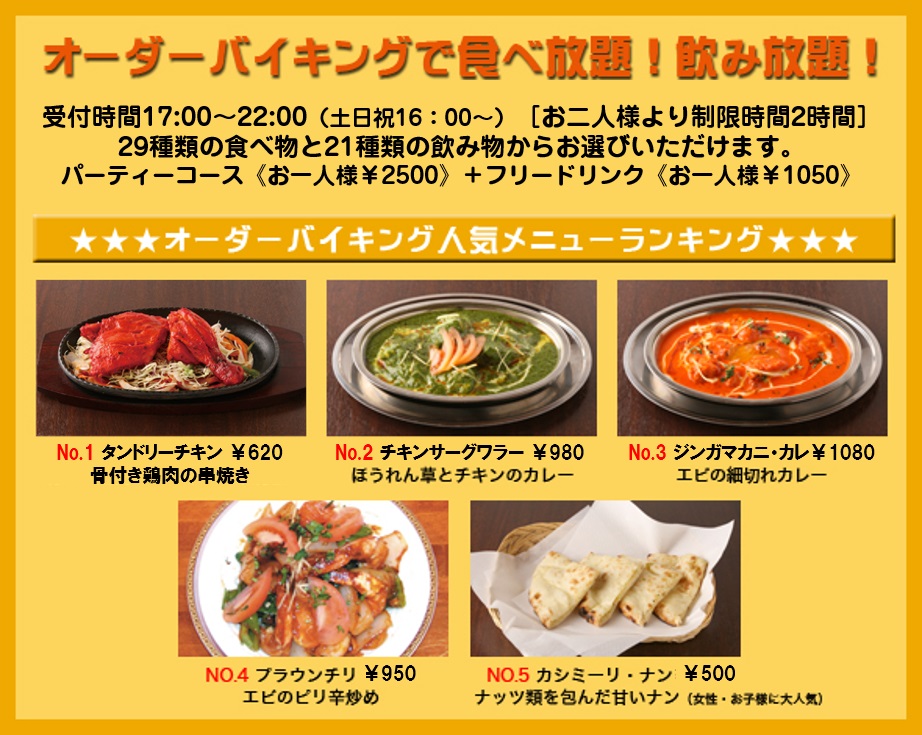 オーダーバイキングで食べ放題！飲み放題！
受付時間17:00～22:00（土日祝16：00～）［お二人様より制限時間2時間］
29種類の食べ物と21種類の飲み物からお選びいただけます。
パーティーコース《お一人様￥2500》＋フリードリンク《お一人様￥1050》
★★★オーダーバイキング人気メニューランキング★★★
No.1 タンドリーチキン ￥620
骨付き鶏肉の串焼き
No.2 チキンサーグワラー ￥980
ほうれん草とチキンのカレー
No.3 ジンガマカニ・カレ￥1080
エビの細切れカレー
NO.4 プラウンチリ ￥950
エビのピリ辛炒め
NO.5 カシミーリ・ナン ￥500
ナッツ類を包んだ甘いナン（女性・お子様に大人気）